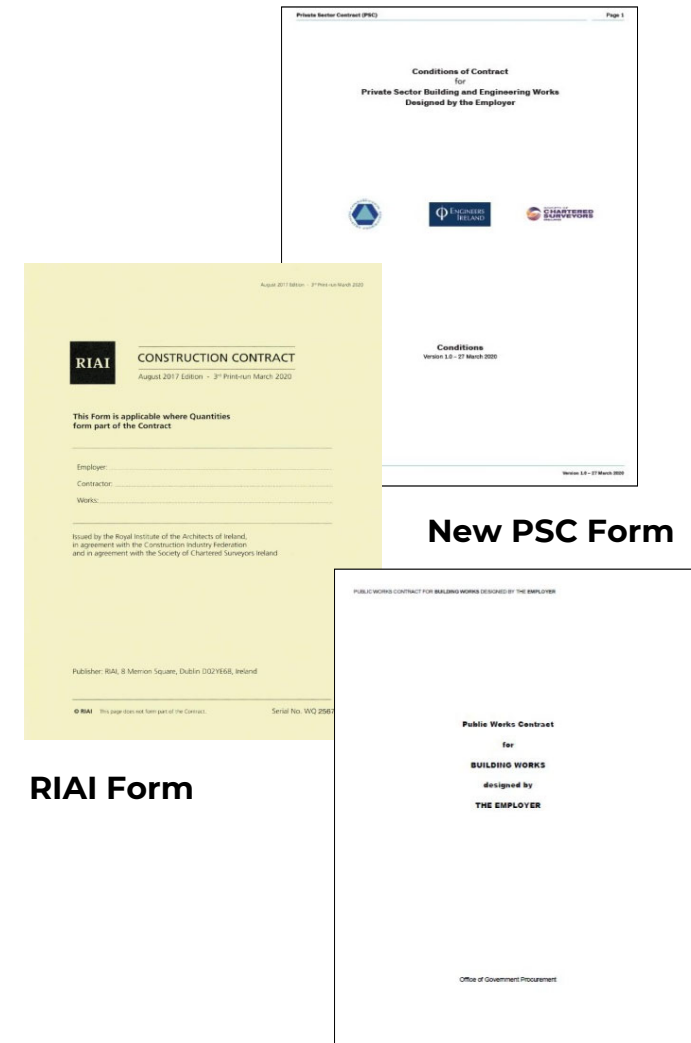 Private Sector Contract (PSC) Page 1
Conditions of Contract
for
Private Sector Building and Engineering Works
Designed by the Employer
ENGINEERS
IRELAND
CHARTERED
SURVEYORS
Conditions
Version 1.0 – 27 March 2020
Version 1.0 – 27 March 2020
New PSC Form
August 2017 Edition - 3rd Print-run March 2020
RIAI
CONSTRUCTION CONTRACT
August 2017 Edition - 3rd Print-run March 2020
This Form is applicable where Quantities
form part of the Contract
Employer:
Contractor:
Works:
Issued by the Royal Institute of the Architects of Ireland,
in agreement with the Construction Industry Federation
and in agreement with the Society of Chartered Surveyors Ireland
Publisher: RIAI, 8 Merrion Square, Dublin D02YE68, Ireland
© RIAI This page does not form part of the Contract. Serial No. WQ 2587
RIAI Form
PUBLIC WORKS CONTRACT FOR BUILDING WORKS DESIGNED BY THE EMPLOYER
Public Works Contract
for
BUILDING WORKS
designed by
THE EMPLOYER
Office of Government Procurement